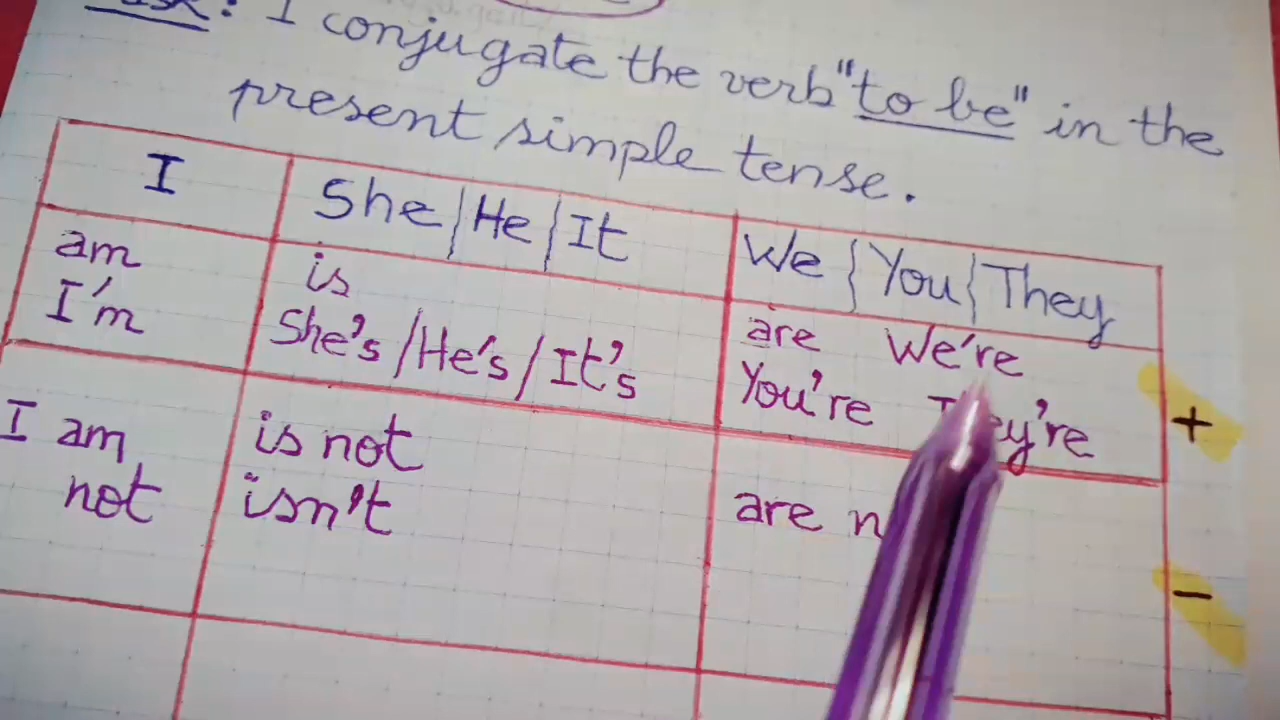 : I conjugate the verb "to be" in the
present simple tense.
I She|He|It We|You|They
am is are We're
I'm She's/He's/It's You're They're
+
I am is not are
not isn't
-